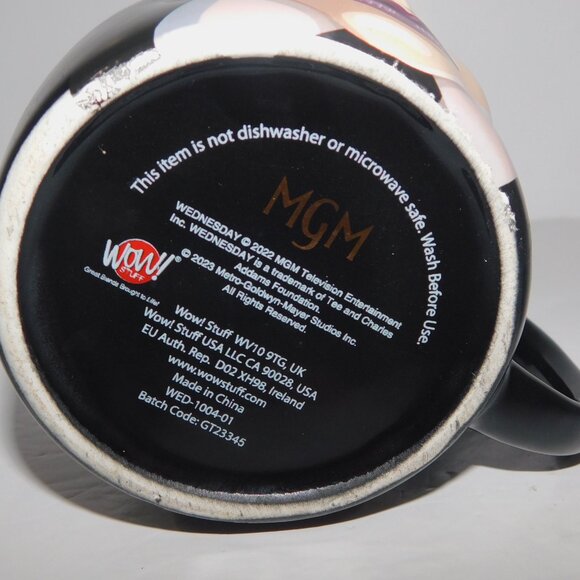 This item is not dishwasher or microwave safe. Wash Before Use.
MGM
WEDNESDAY © 2022 MGM Television Entertainment
Inc. WEDNESDAY is a trademark of Tee and Charles
Addams Foundation.
© 2023 Metro-Goldwyn-Mayer Studios Inc.
All Rights Reserved.
WOW!
STUFF
Great Brands Brought to Life!
Wow! Stuff WV10 9TG, UK
Wow! Stuff USA LLC CA 90028, USA
EU Auth. Rep. D02 XH98, Ireland
www.wowstuff.com
Made in China
WED-1004-01
Batch Code: GT23345